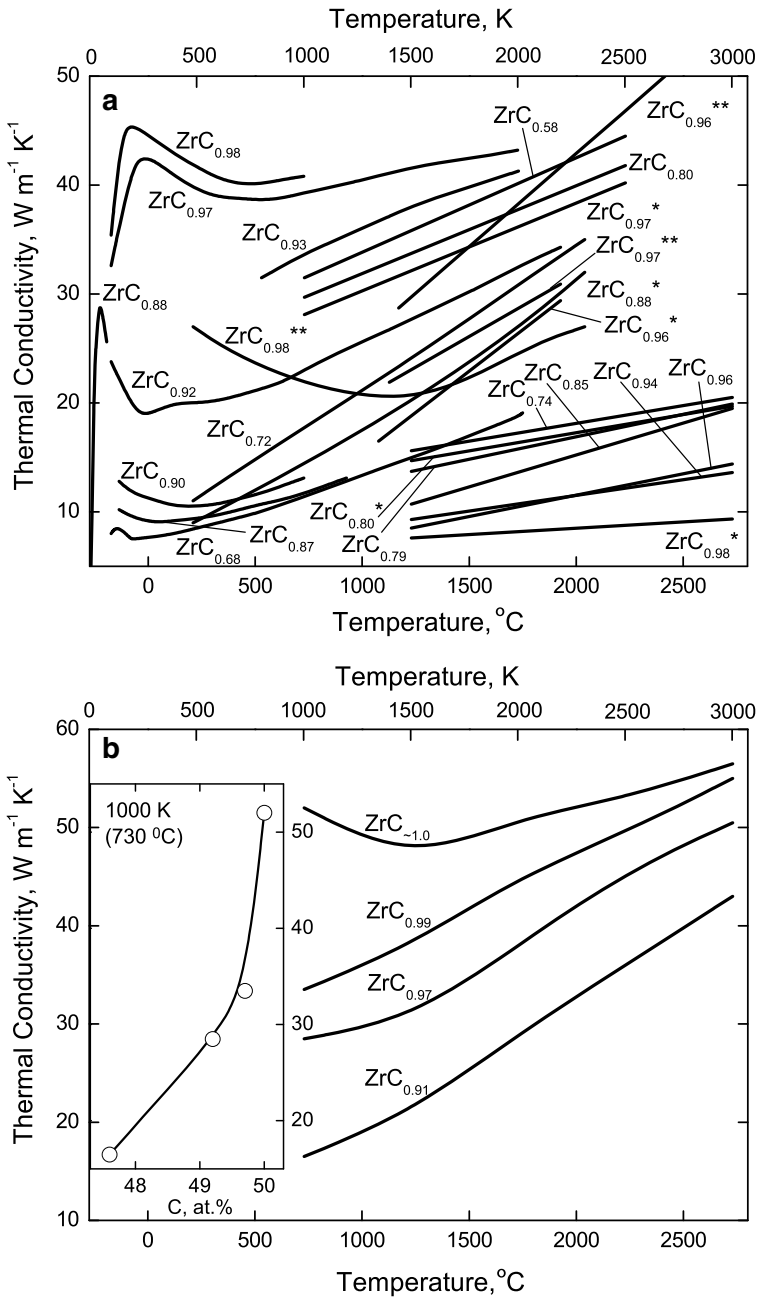 Temperature, K
0 500 1000 1500 2000 2500 3000
a
Thermal Conductivity, W m⁻¹ K⁻¹
50
40
30
20
10
ZrC₀.₉₈
ZrC₀.₉₇
ZrC₀.₅₈
ZrC₀.₉₆**
ZrC₀.₈₀
ZrC₀.₉₃
ZrC₀.₉₇*
ZrC₀.₉₇**
ZrC₀.₈₈
ZrC₀.₈₈*
ZrC₀.₉₈**
ZrC₀.₉₆*
ZrC₀.₉₂
ZrC₀.₇₄
ZrC₀.₈₅
ZrC₀.₉₄
ZrC₀.₉₆
ZrC₀.₇₂
ZrC₀.₉₀
ZrC₀.₈₀*
ZrC₀.₆₈
ZrC₀.₈₇
ZrC₀.₇₉
ZrC₀.₉₈*
0 500 1000 1500 2000 2500
Temperature, ⁰C
Temperature, K
0 500 1000 1500 2000 2500 3000
b
Thermal Conductivity, W m⁻¹ K⁻¹
60
50
40
30
20
10
1000 K
(730 ⁰C)
50
40
30
20
48 49 50
C, at.%
ZrC~₁.₀
ZrC₀.₉₉
ZrC₀.₉₇
ZrC₀.₉₁
0 500 1000 1500 2000 2500
Temperature, ⁰C